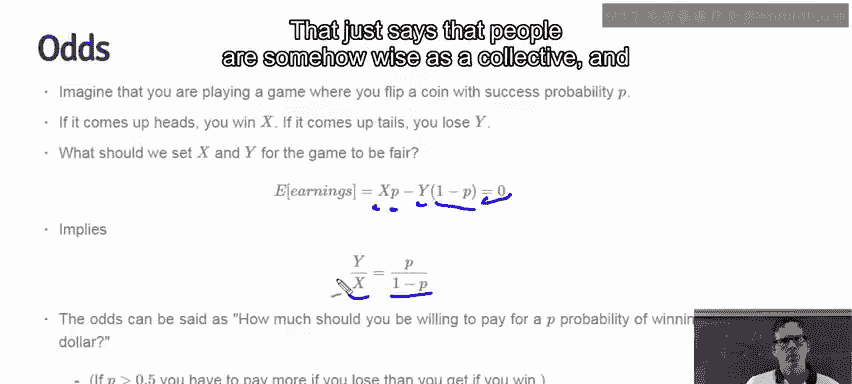 That just says that people
are somehow wise as a collective, and
Odds
· Imagine that you are playing a game where you flip a coin with success probability p.
· If it comes up heads, you win X. If it comes up tails, you lose Y.
· What should we set X and Y for the game to be fair?
E[earnings] = Xp − Y(1 − p) = 0
· Implies
Y/X = p/(1 − p)
· The odds can be said as "How much should you be willing to pay for a p probability of winnin
dollar?"
- (If p > 0.5 you have to pay more if you lose than you get if you win.)